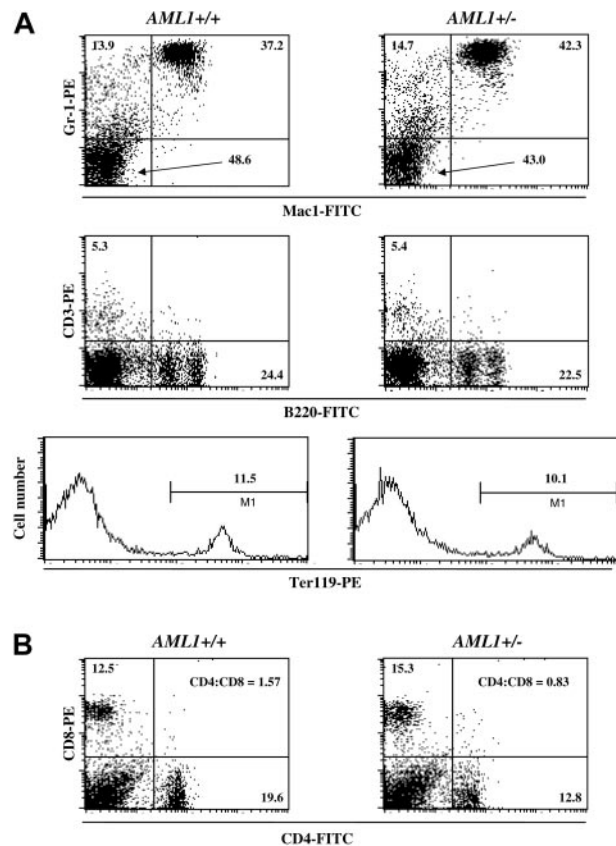 A
AML1+/+
AML1+/-
13.9
37.2
14.7
42.3
Gr-1-PE
48.6
43.0
Mac1-FITC
5.3
5.4
CD3-PE
24.4
22.5
B220-FITC
Cell number
11.5
M1
10.1
M1
Ter119-PE
B
AML1+/+
AML1+/-
12.5
CD4:CD8 = 1.57
15.3
CD4:CD8 = 0.83
CD8-PE
19.6
12.8
CD4-FITC